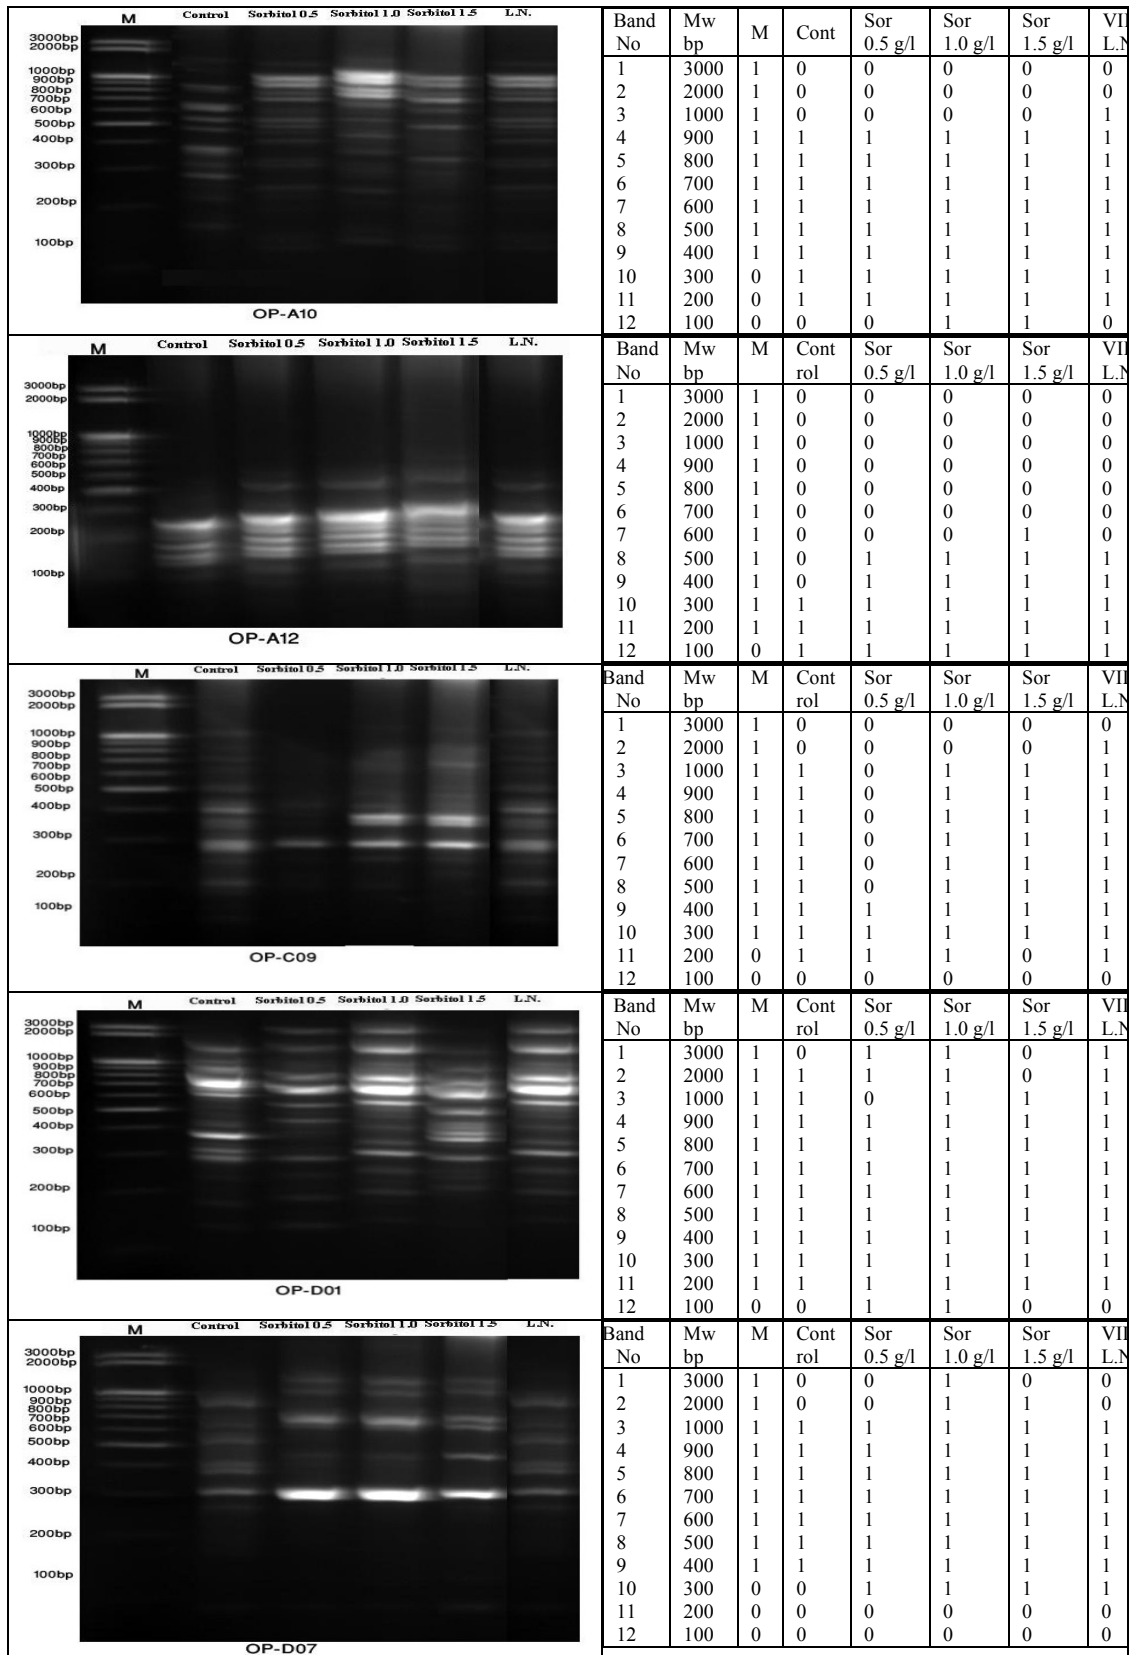 M Control Sorbitol 0.5 Sorbitol 1.0 Sorbitol 1.5 L.N.
3000bp
2000bp
1000bp
900bp
800bp
700bp
600bp
500bp
400bp
300bp
200bp
100bp
OP-A10
Band Mw M Cont Sor Sor Sor VII
No bp 0.5 g/l 1.0 g/l 1.5 g/l L.N
1 3000 1 0 0 0 0 0
2 2000 1 0 0 0 0 0
3 1000 1 0 0 0 0 1
4 900 1 1 1 1 1 1
5 800 1 1 1 1 1 1
6 700 1 1 1 1 1 1
7 600 1 1 1 1 1 1
8 500 1 1 1 1 1 1
9 400 1 1 1 1 1 1
10 300 0 1 1 1 1 1
11 200 0 1 1 1 1 1
12 100 0 0 0 1 1 0
M Control Sorbitol 0.5 Sorbitol 1.0 Sorbitol 1.5 L.N.
3000bp
2000bp
1000bp
900bp
800bp
700bp
600bp
500bp
400bp
300bp
200bp
100bp
OP-A12
Band Mw M Cont Sor Sor Sor VII
No bp rol 0.5 g/l 1.0 g/l 1.5 g/l L.N
1 3000 1 0 0 0 0 0
2 2000 1 0 0 0 0 0
3 1000 1 0 0 0 0 0
4 900 1 0 0 0 0 0
5 800 1 0 0 0 0 0
6 700 1 0 0 0 0 0
7 600 1 0 0 0 1 0
8 500 1 0 1 1 1 1
9 400 1 0 1 1 1 1
10 300 1 1 1 1 1 1
11 200 1 1 1 1 1 1
12 100 0 1 1 1 1 1
M Control Sorbitol 0.5 Sorbitol 1.0 Sorbitol 1.5 L.N.
3000bp
2000bp
1000bp
900bp
800bp
700bp
600bp
500bp
400bp
300bp
200bp
100bp
OP-C09
Band Mw M Cont Sor Sor Sor VII
No bp rol 0.5 g/l 1.0 g/l 1.5 g/l L.N
1 3000 1 0 0 0 0 0
2 2000 1 0 0 0 0 1
3 1000 1 1 0 1 1 1
4 900 1 1 0 1 1 1
5 800 1 1 0 1 1 1
6 700 1 1 0 1 1 1
7 600 1 1 0 1 1 1
8 500 1 1 0 1 1 1
9 400 1 1 1 1 1 1
10 300 1 1 1 1 1 1
11 200 0 1 1 1 0 1
12 100 0 0 0 0 0 0
M Control Sorbitol 0.5 Sorbitol 1.0 Sorbitol 1.5 L.N.
3000bp
2000bp
1000bp
900bp
800bp
700bp
600bp
500bp
400bp
300bp
200bp
100bp
OP-D01
Band Mw M Cont Sor Sor Sor VII
No bp rol 0.5 g/l 1.0 g/l 1.5 g/l L.N
1 3000 1 0 1 1 0 1
2 2000 1 1 1 1 0 1
3 1000 1 1 0 1 1 1
4 900 1 1 1 1 1 1
5 800 1 1 1 1 1 1
6 700 1 1 1 1 1 1
7 600 1 1 1 1 1 1
8 500 1 1 1 1 1 1
9 400 1 1 1 1 1 1
10 300 1 1 1 1 1 1
11 200 1 1 1 1 1 1
12 100 0 0 1 1 0 0
M Control Sorbitol 0.5 Sorbitol 1.0 Sorbitol 1.5 L.N.
3000bp
2000bp
1000bp
900bp
800bp
700bp
600bp
500bp
400bp
300bp
200bp
100bp
OP-D07
Band Mw M Cont Sor Sor Sor VII
No bp rol 0.5 g/l 1.0 g/l 1.5 g/l L.N
1 3000 1 0 0 1 0 0
2 2000 1 0 0 1 1 0
3 1000 1 1 1 1 1 1
4 900 1 1 1 1 1 1
5 800 1 1 1 1 1 1
6 700 1 1 1 1 1 1
7 600 1 1 1 1 1 1
8 500 1 1 1 1 1 1
9 400 1 1 1 1 1 1
10 300 0 0 1 1 1 1
11 200 0 0 0 0 0 0
12 100 0 0 0 0 0 0